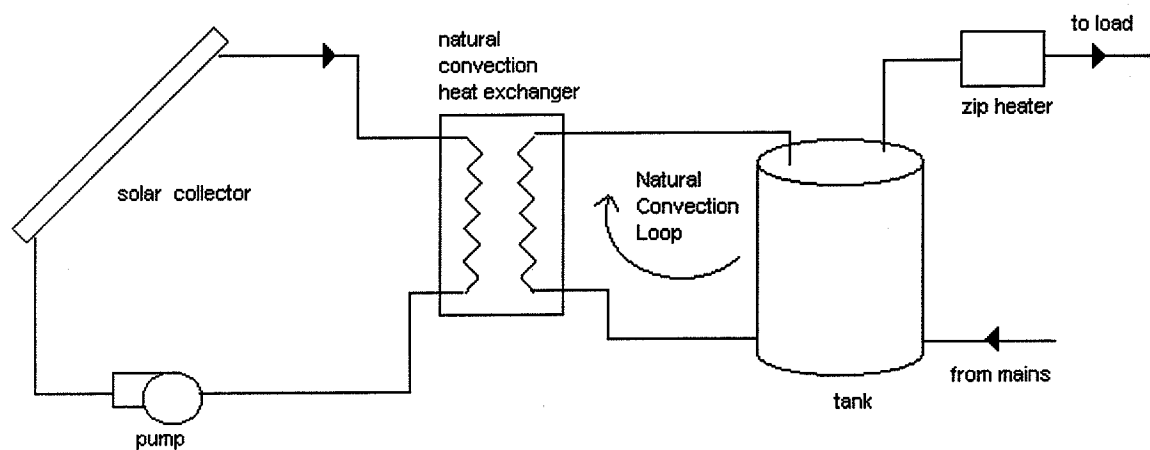 natural
convection
heat exchanger
to load
zip heater
solar collector
Natural
Convection
Loop
from mains
tank
pump